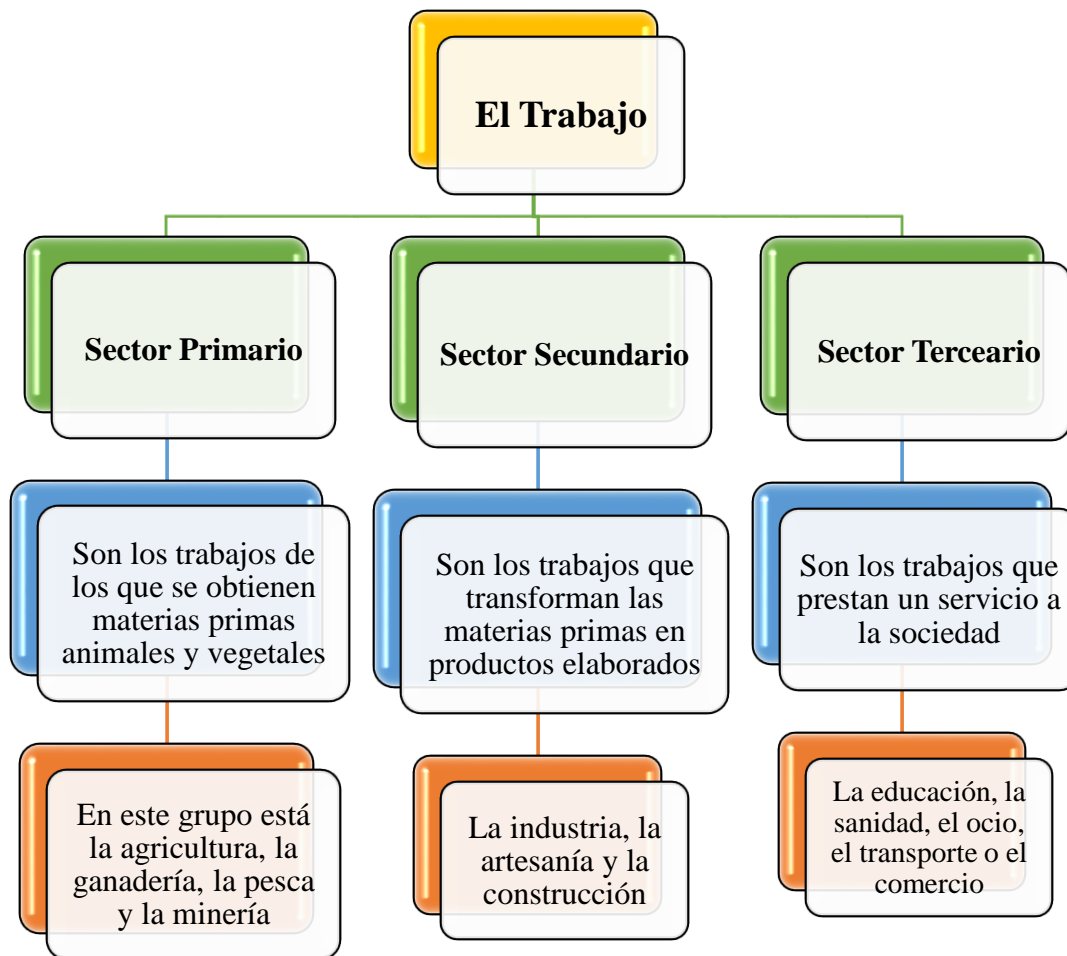 El Trabajo
Sector Primario
Sector Secundario
Sector Terceario
Son los trabajos de
los que se obtienen
materias primas
animales y vegetales
Son los trabajos que
transforman las
materias primas en
productos elaborados
Son los trabajos que
prestan un servicio a
la sociedad
En este grupo está
la agricultura, la
ganadería, la pesca
y la minería
La industria, la
artesanía y la
construcción
La educación, la
sanidad, el ocio,
el transporte o el
comercio